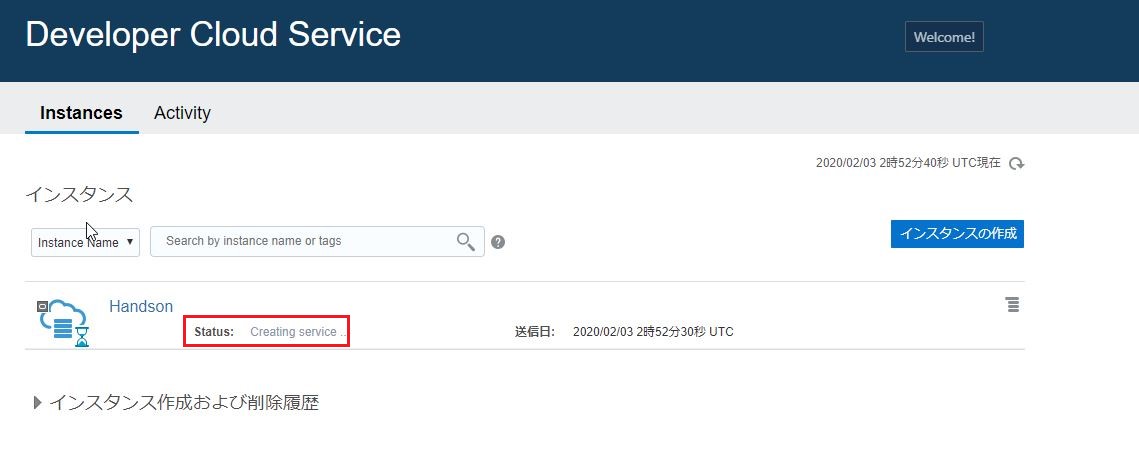 Developer Cloud Service
Welcome!
Instances Activity
2020/02/03 2時52分40秒 UTC現在
インスタンス
Instance Name
Search by instance name or tags
インスタンスの作成
Handson
Status: Creating service ...
送信日: 2020/02/03 2時52分30秒 UTC
インスタンス作成および削除履歴